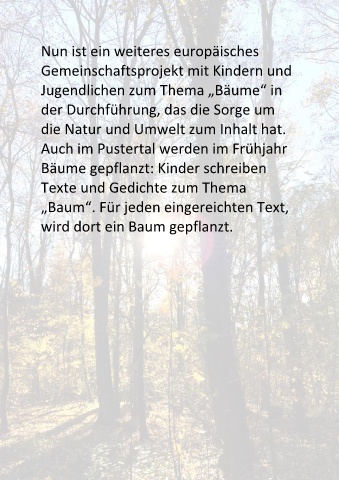 Nun ist ein weiteres europäisches
Gemeinschaftsprojekt mit Kindern und
Jugendlichen zum Thema „Bäume“ in
der Durchführung, das die Sorge um
die Natur und Umwelt zum Inhalt hat.
Auch im Pustertal werden im Frühjahr
Bäume gepflanzt: Kinder schreiben
Texte und Gedichte zum Thema
„Baum“. Für jeden eingereichten Text,
wird dort ein Baum gepflanzt.